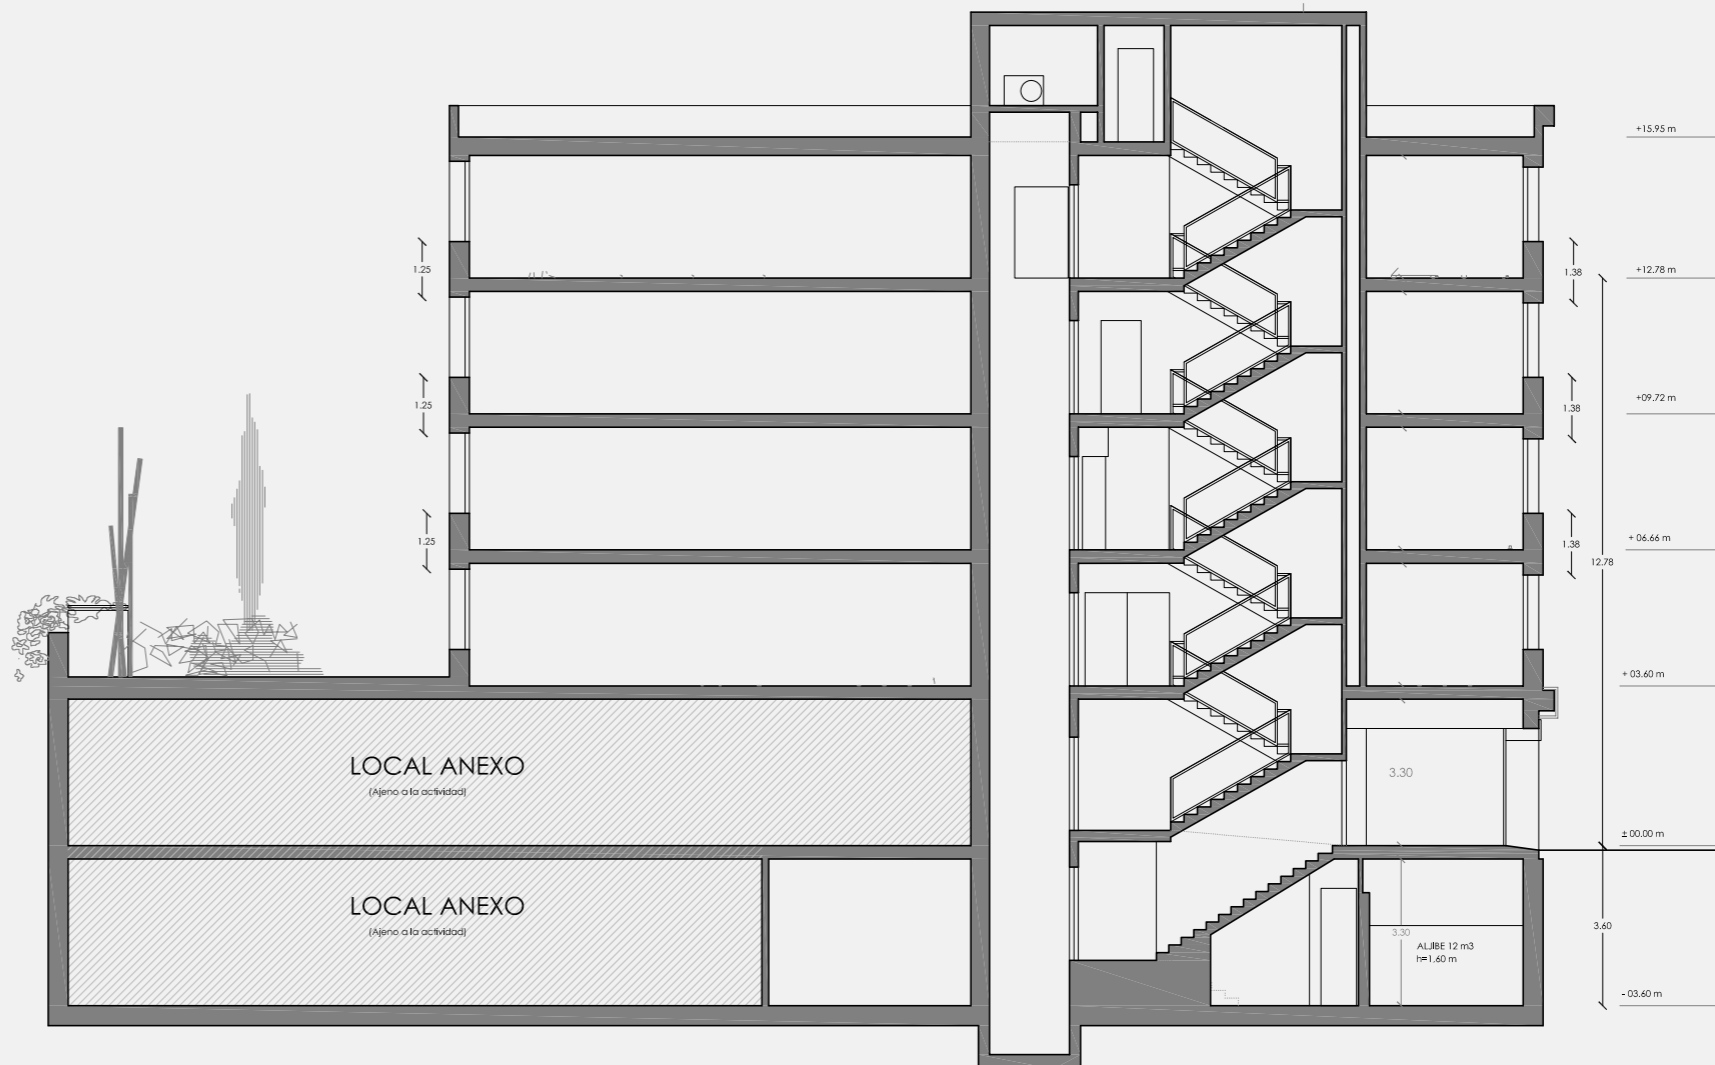 +15.95 m
1.25
1.38
+12.78 m
1.25
1.38
+09.72 m
1.25
1.38
+ 06.66 m
12.78
+ 03.60 m
LOCAL ANEXO
(Ajeno a la actividad)
3.30
± 00.00 m
LOCAL ANEXO
(Ajeno a la actividad)
3.30
ALJIBE 12 m3
h=1,60 m
3.60
- 03.60 m